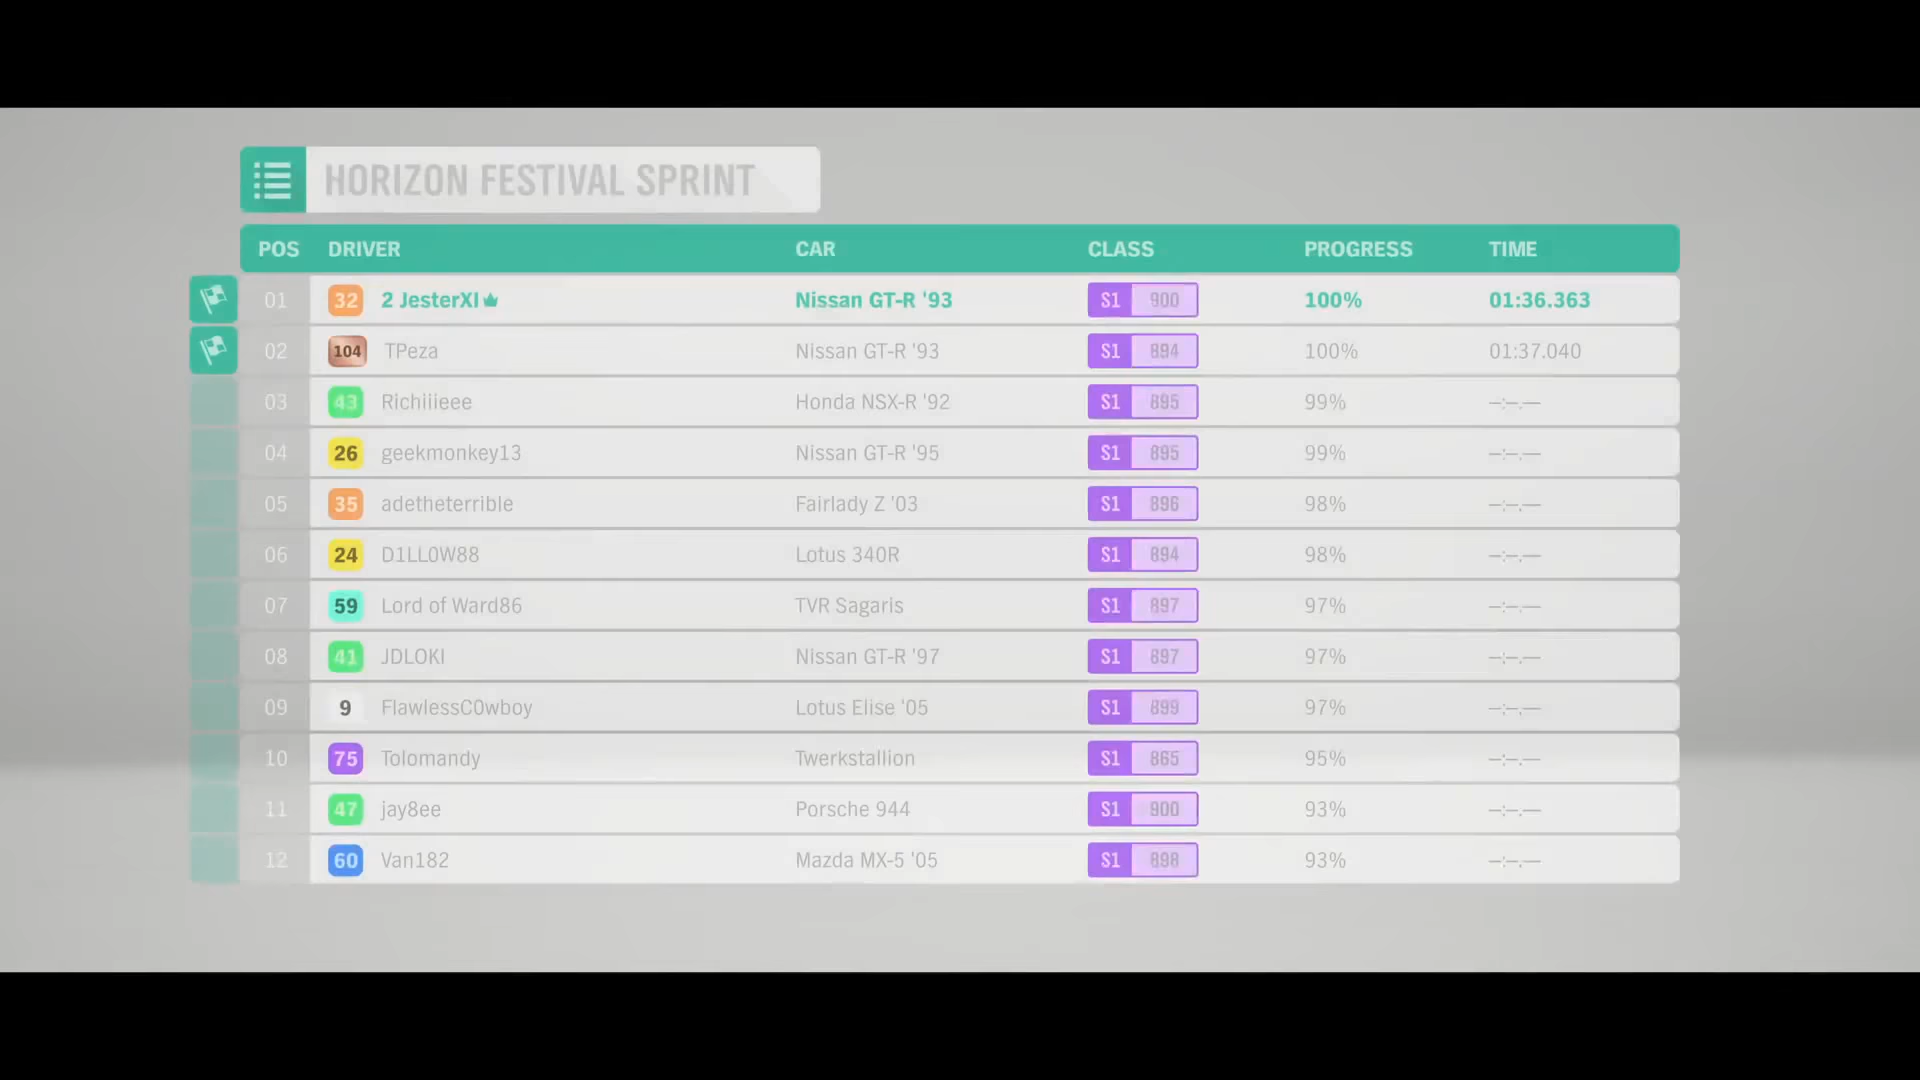 HORIZON FESTIVAL SPRINT
POS DRIVER CAR CLASS PROGRESS TIME
01 32 2 JesterXI Nissan GT-R '93 S1 900 100% 01:36.363
02 104 TPeza Nissan GT-R '93 S1 894 100% 01:37.040
03 43 Richiiieee Honda NSX-R '92 S1 895 99% --:--.---
04 26 geekmonkey13 Nissan GT-R '95 S1 895 99% --:--.---
05 35 adetheterrible Fairlady Z '03 S1 896 98% --:--.---
06 24 D1LL0W88 Lotus 340R S1 894 98% --:--.---
07 59 Lord of Ward86 TVR Sagaris S1 897 97% --:--.---
08 41 JDLOKI Nissan GT-R '97 S1 897 97% --:--.---
09 9 FlawlessC0wboy Lotus Elise '05 S1 899 97% --:--.---
10 75 Tolomandy Twerkstallion S1 865 95% --:--.---
11 47 jay8ee Porsche 944 S1 900 93% --:--.---
12 60 Van182 Mazda MX-5 '05 S1 898 93% --:--.---